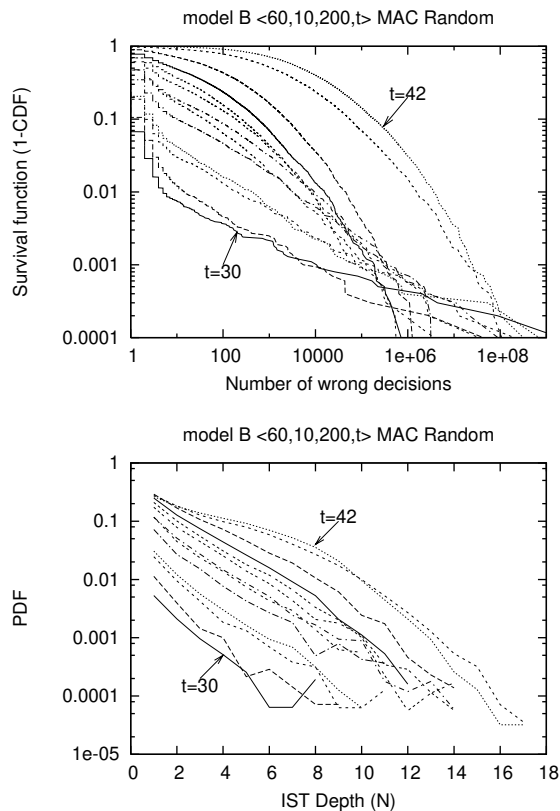 model B <60,10,200,t> MAC Random
Survival function (1-CDF)
1
0.1
0.01
0.001
0.0001
t=42
t=30
1 100 10000 1e+06 1e+08
Number of wrong decisions
model B <60,10,200,t> MAC Random
PDF
1
0.1
0.01
0.001
0.0001
1e-05
t=42
t=30
0 2 4 6 8 10 12 14 16 18
IST Depth (N)